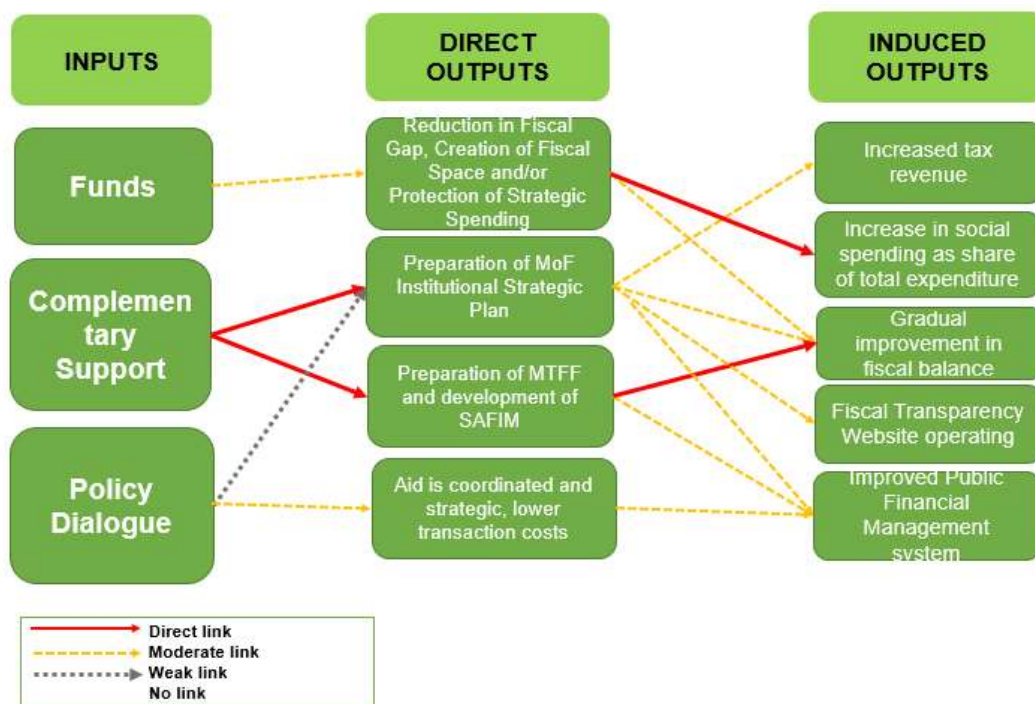 INPUTS
DIRECT
OUTPUTS
INDUCED
OUTPUTS
Funds
Complemen
tary
Support
Policy
Dialogue
Reduction in Fiscal
Gap, Creation of Fiscal
Space and/or
Protection of Strategic
Spending
Preparation of MoF
Institutional Strategic
Plan
Preparation of MTFF
and development of
SAFIM
Aid is coordinated and
strategic, lower
transaction costs
Increased tax
revenue
Increase in social
spending as share
of total expenditure
Gradual
improvement in
fiscal balance
Fiscal Transparency
Website operating
Improved Public
Financial
Management
system
Direct link
Moderate link
Weak link
No link